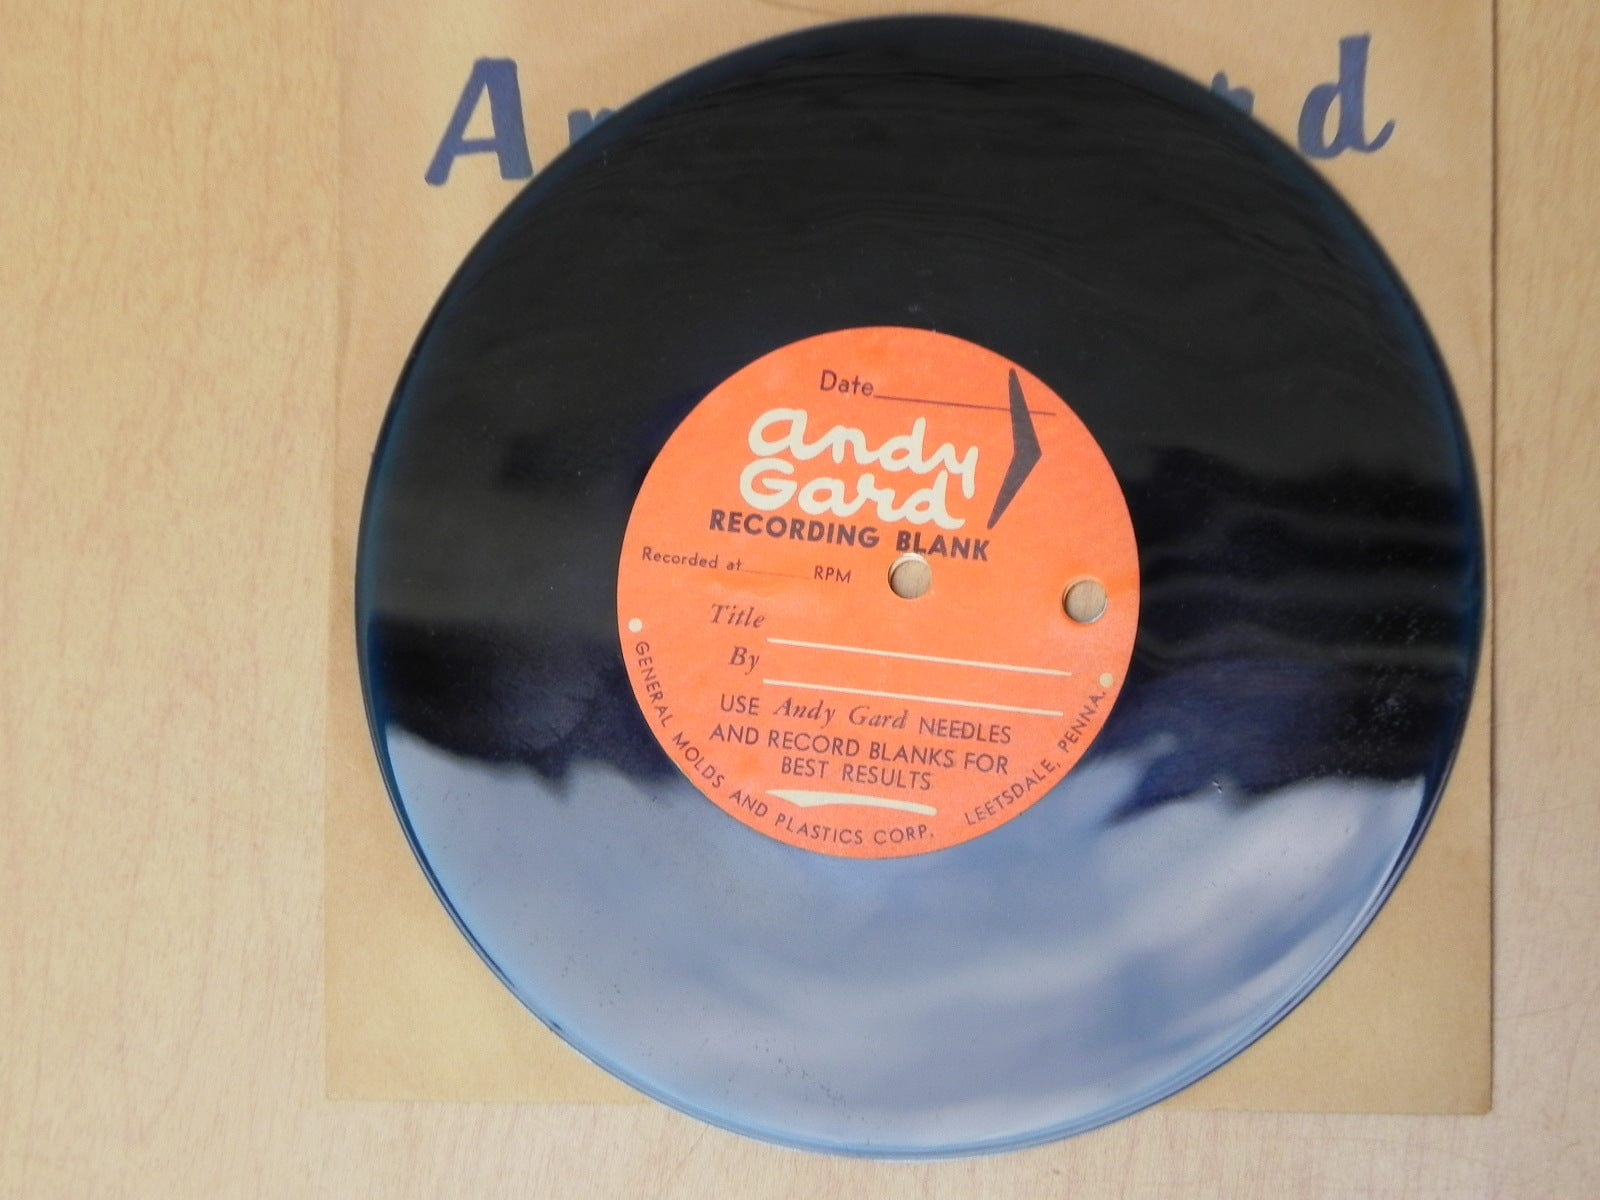 Date
andy
Gard
RECORDING BLANK
Recorded at RPM
Title
By
USE Andy Gard NEEDLES
AND RECORD BLANKS FOR
BEST RESULTS
GENERAL MOLDS AND PLASTICS CORP. LEETSDALE, PENNA.